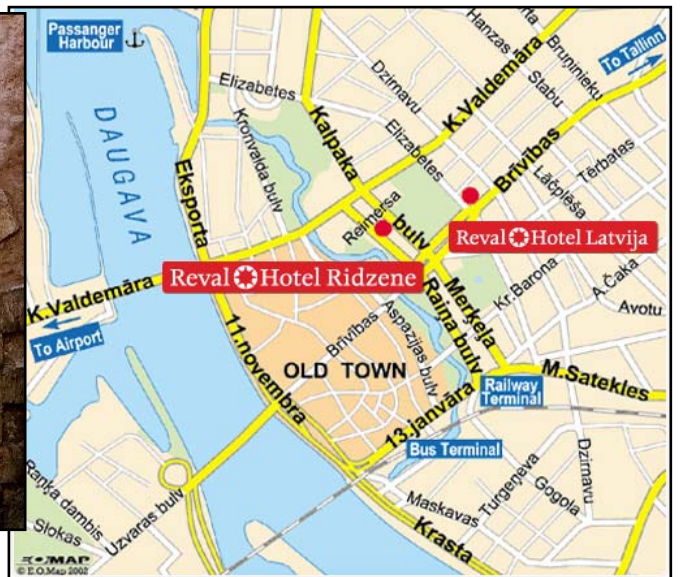 Passanger
Harbour
To Tallinn
DAUGAVA
Elizabetes
Kronvalda bulv
Kalpaka
bulv
Dzirnavu
Elizabetes
K.Valdemāra
Hanzas
Stabu
Bruņinieku
Brīvības
Tērbatas
Lāčplēša
Eksporta
Reimersa
Reval Hotel Latvija
Reval Hotel Ridzene
K.Valdemāra
To Airport
11.novembra
Brīvības
Aspazijas bulv
Raiņa bulv
Merķeļa
Kr.Barona
A.Čaka
Avotu
OLD TOWN
13.janvāra
Railway
Terminal
M.Satekles
Bus Terminal
Dzirnavu
Gogoļa
Turgeņeva
Maskavas
Krasta
Uzvaras bulv
Raņķa dambis
Slokas
E.O.MAP
© E.O.Map 2002